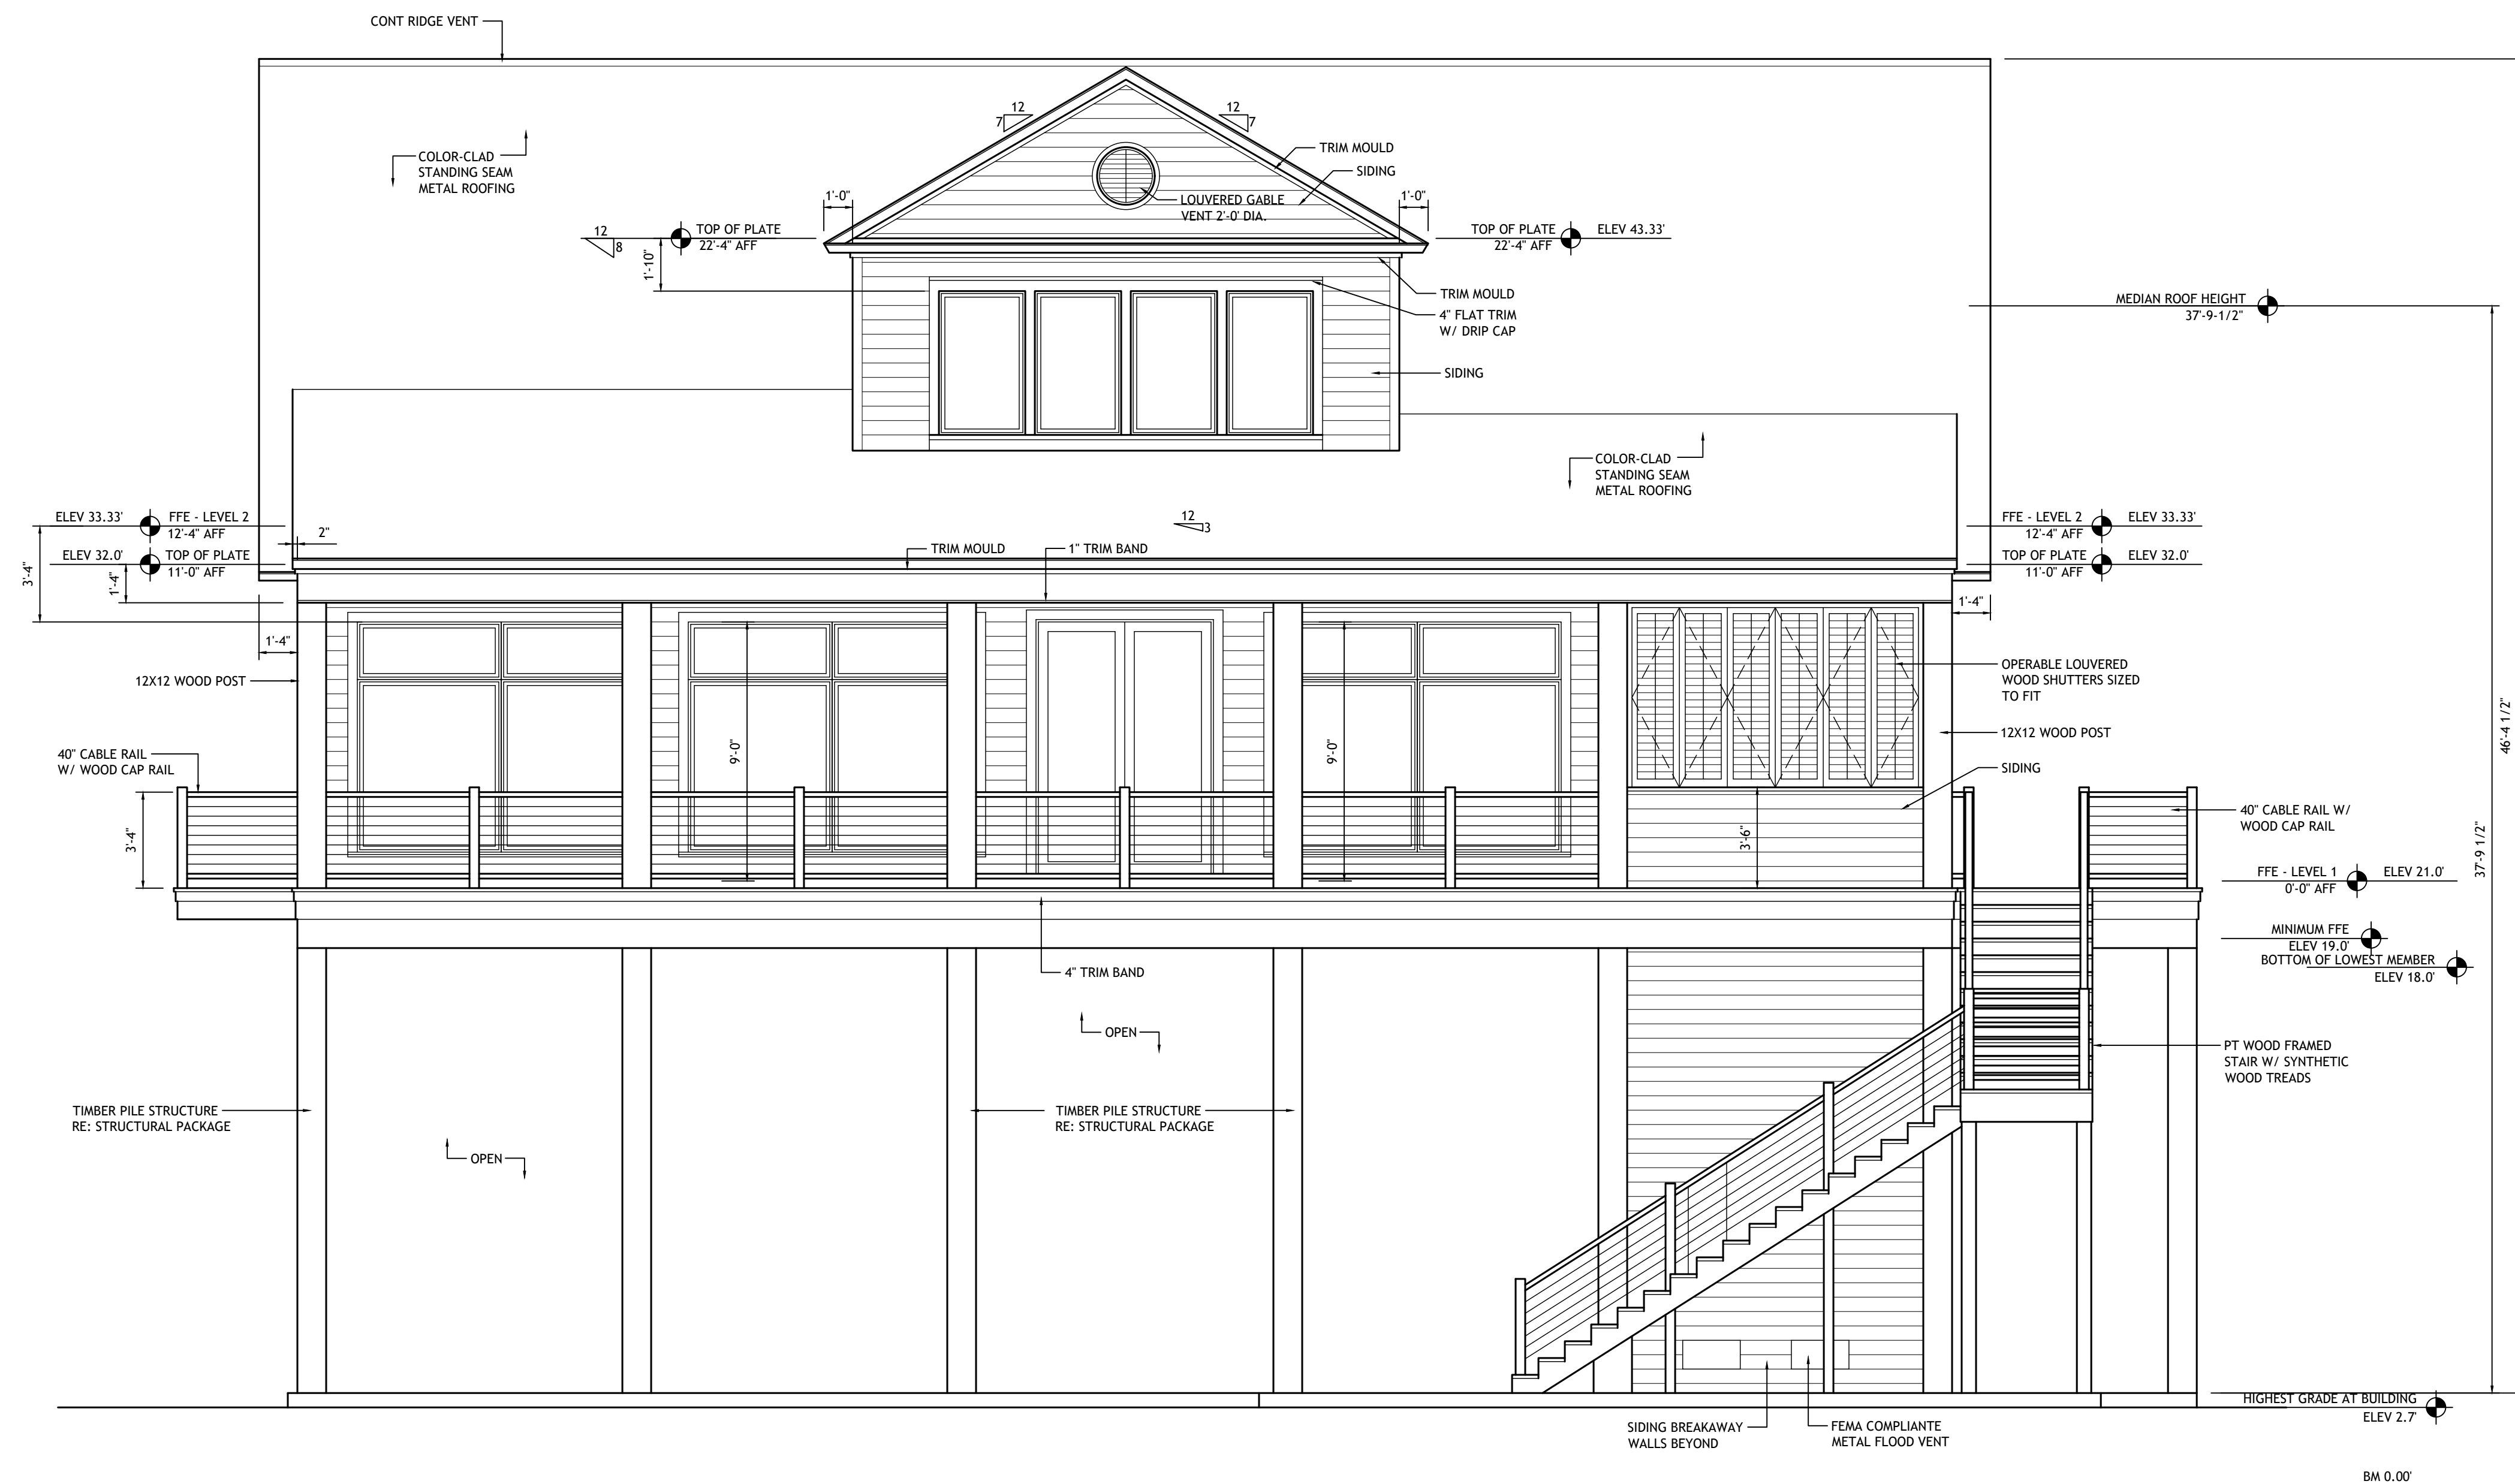 CONT RIDGE VENT
12
7
12
7
COLOR-CLAD
STANDING SEAM
METAL ROOFING
TRIM MOULD
SIDING
1'-0"
LOUVERED GABLE
VENT 2'-0' DIA.
1'-0"
12
8
TOP OF PLATE
22'-4" AFF
1'-10"
TOP OF PLATE
22'-4" AFF
ELEV 43.33'
TRIM MOULD
4" FLAT TRIM
W/ DRIP CAP
MEDIAN ROOF HEIGHT
37'-9-1/2"
SIDING
COLOR-CLAD
STANDING SEAM
METAL ROOFING
ELEV 33.33'
FFE - LEVEL 2
12'-4" AFF
2"
12
3
FFE - LEVEL 2
12'-4" AFF
ELEV 33.33'
ELEV 32.0'
TOP OF PLATE
11'-0" AFF
3'-4"
1'-4"
TRIM MOULD
1" TRIM BAND
TOP OF PLATE
11'-0" AFF
ELEV 32.0'
1'-4"
1'-4"
12X12 WOOD POST
OPERABLE LOUVERED
WOOD SHUTTERS SIZED
TO FIT
12X12 WOOD POST
46'-4 1/2"
40" CABLE RAIL
W/ WOOD CAP RAIL
9'-0"
9'-0"
SIDING
3'-4"
3'-6"
40" CABLE RAIL W/
WOOD CAP RAIL
37'-9 1/2"
FFE - LEVEL 1
0'-0" AFF
ELEV 21.0'
MINIMUM FFE
ELEV 19.0'
BOTTOM OF LOWEST MEMBER
ELEV 18.0'
4" TRIM BAND
OPEN
PT WOOD FRAMED
STAIR W/ SYNTHETIC
WOOD TREADS
TIMBER PILE STRUCTURE
RE: STRUCTURAL PACKAGE
TIMBER PILE STRUCTURE
RE: STRUCTURAL PACKAGE
OPEN
HIGHEST GRADE AT BUILDING
ELEV 2.7'
SIDING BREAKAWAY
WALLS BEYOND
FEMA COMPLIANTE
METAL FLOOD VENT
BM 0.00'